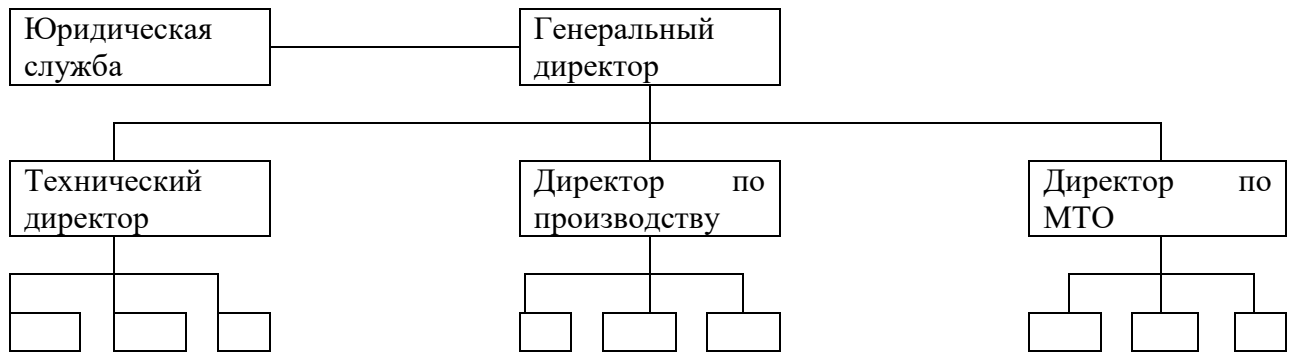 Юридическая
служба
Генеральный
директор
Технический
директор
Директор по
производству
Директор по
МТО